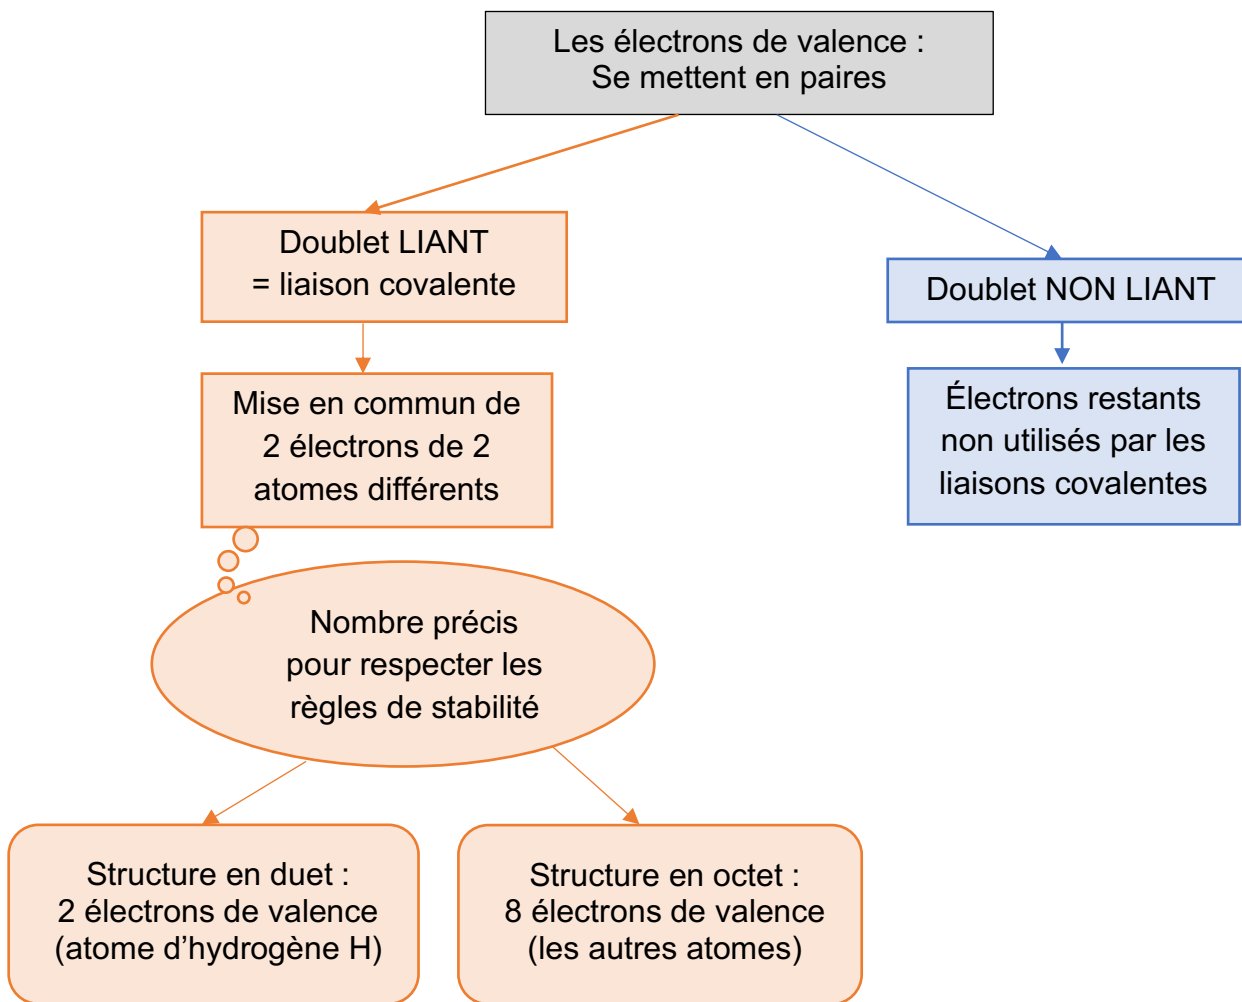 Les électrons de valence :
Se mettent en paires
Doublet LIANT
= liaison covalente
Doublet NON LIANT
Mise en commun de
2 électrons de 2
atomes différents
Électrons restants
non utilisés par les
liaisons covalentes
Nombre précis
pour respecter les
règles de stabilité
Structure en duet :
2 électrons de valence
(atome d’hydrogène H)
Structure en octet :
8 électrons de valence
(les autres atomes)